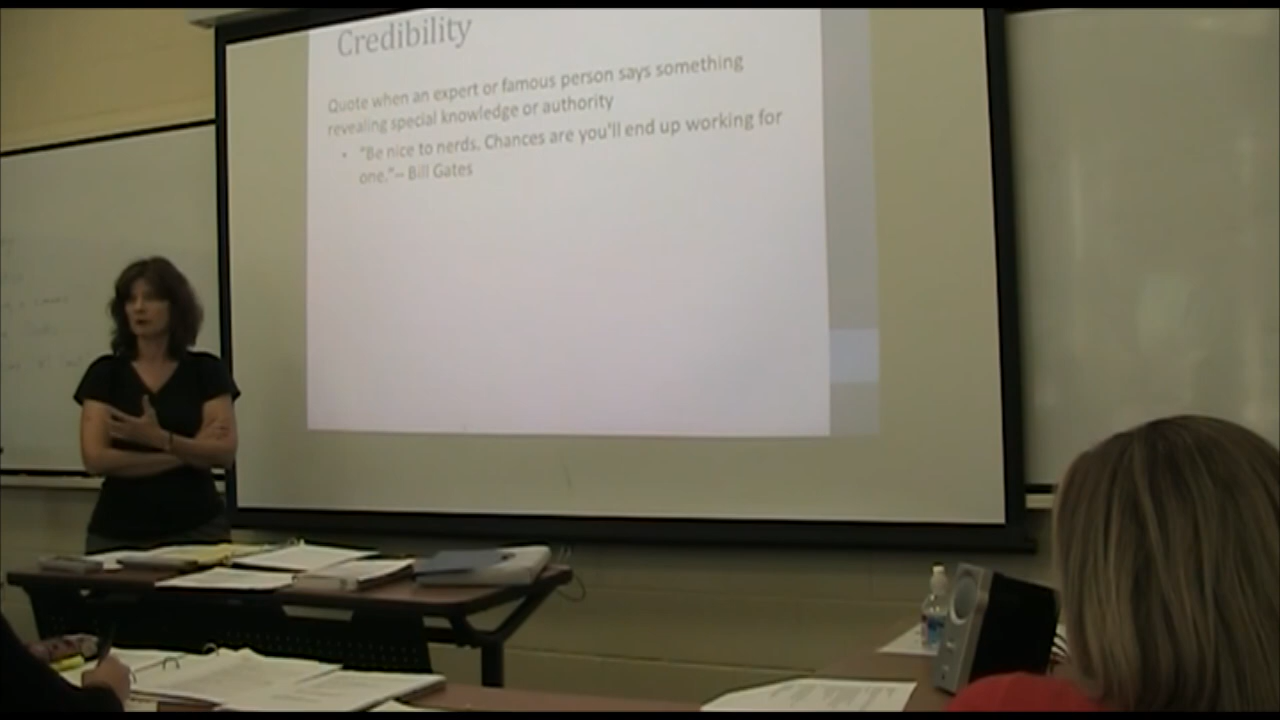 Credibility
Quote when an expert or famous person says something
revealing special knowledge or authority
• "Be nice to nerds. Chances are you'll end up working for
one."– Bill Gates